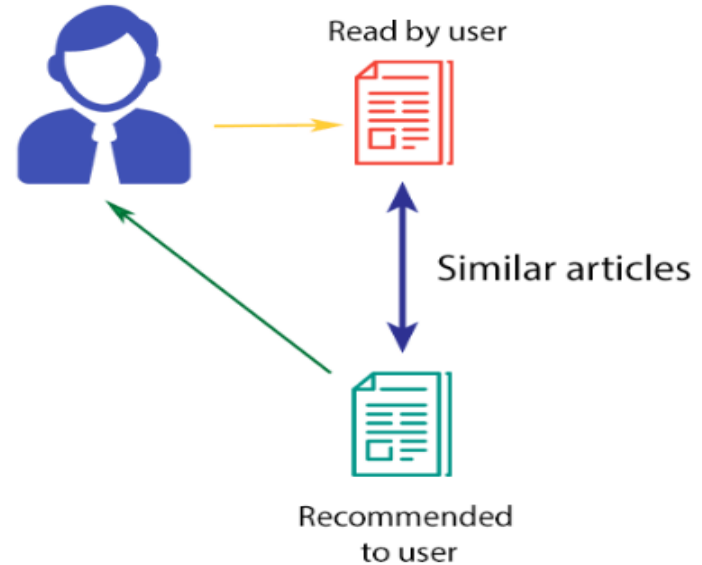 Read by user
Similar articles
Recommended
to user